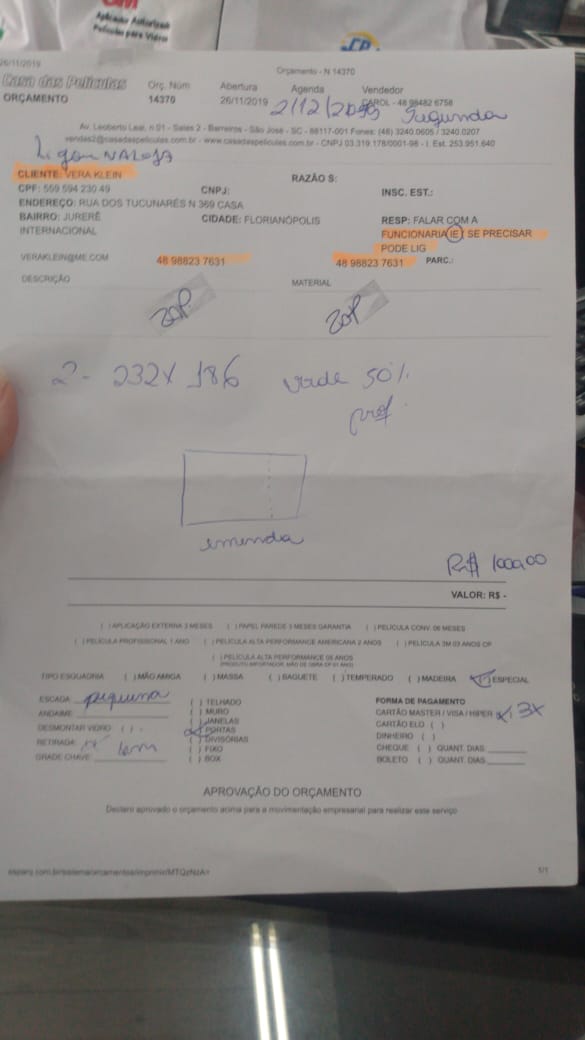 Aplicador Autorizado
Película para Vidro
26/11/2019
Orçamento - N 14370
Casa das Películas
ORÇAMENTO
Orç. Núm
14370
Abertura
26/11/2019
Agenda
2/12/2019 Segunda
Vendedor
CAROL - 48 98482 6758
Av. Leoberto Leal, n 01 - Salas 2 - Barreiros - São José - SC - 88117-001 Fones: (48) 3240.0605 / 3240.0207
vendas2@casadaspeliculas.com.br - www.casadaspeliculas.com.br - CNPJ 03.319.178/0001-98 - I. Est. 253.951.640
CLIENTE: VERA KLEIN
RAZÃO S:
CPF: 559 594 230 49
CNPJ:
INSC. EST.:
ENDEREÇO: RUA DOS TUCUNARÉS N 369 CASA
BAIRRO: JURERÊ
INTERNACIONAL
CIDADE: FLORIANÓPOLIS
RESP: FALAR COM A
FUNCIONARIA IE) SE PRECISAR
PODE LIG
VERAKLEIN@ME.COM
48 98823 7631
48 98823 7631
PARC.:
DESCRIÇÃO
MATERIAL
2 - 232 X 186 verde 50%
prof.
emenda
R$ 1000,00
VALOR: R$ -
( ) APLICAÇÃO EXTERNA 3 MESES ( ) PAPEL PAREDE 3 MESES GARANTIA ( ) PELÍCULA CONV. 06 MESES
( ) PELÍCULA PROFISSIONAL 1 ANO ( ) PELÍCULA ALTA PERFORMANCE AMERICANA 2 ANOS ( ) PELÍCULA 3M 03 ANOS OP
( ) PELÍCULA ALTA PERFORMANCE 05 ANOS
TIPO ESQUADRIA ( ) MÃO AMIGA ( ) MASSA ( ) BAGUETE ( ) TEMPERADO ( ) MADEIRA ( ) ESPECIAL
ESCADA: pequena
ANDAIME:
DESMONTAR VIDRO ( )
RETIRADA:
GRADE CHAVE:
( ) TELHADO
( ) MURO
( ) JANELAS
(X) PORTAS
( ) DIVISÓRIAS
( ) FIXO
( ) BOX
FORMA DE PAGAMENTO
CARTÃO MASTER / VISA / HIPER (X) 3X
CARTÃO ELO ( )
DINHEIRO ( )
CHEQUE ( ) QUANT. DIAS
BOLETO ( ) QUANT. DIAS
APROVAÇÃO DO ORÇAMENTO
Declaro aprovado o orçamento acima para a movimentação empresarial para realizar este serviço
1/1